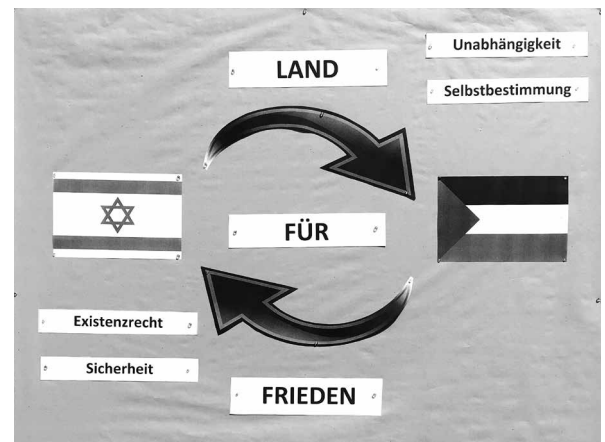 LAND
Unabhängigkeit
Selbstbestimmung
FÜR
Existenzrecht
Sicherheit
FRIEDEN